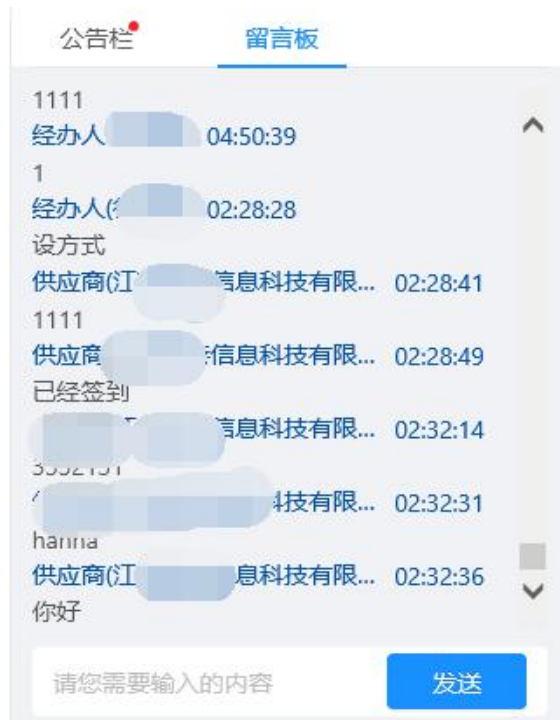 公告栏
留言板
1111
经办人 04:50:39
1
经办人( 02:28:28
设方式
供应商(江 信息科技有限... 02:28:41
1111
供应商 信息科技有限... 02:28:49
已经签到
信息科技有限... 02:32:14
3532151
科技有限... 02:32:31
hanna
供应商(江 息科技有限... 02:32:36
你好
请您需要输入的内容
发送